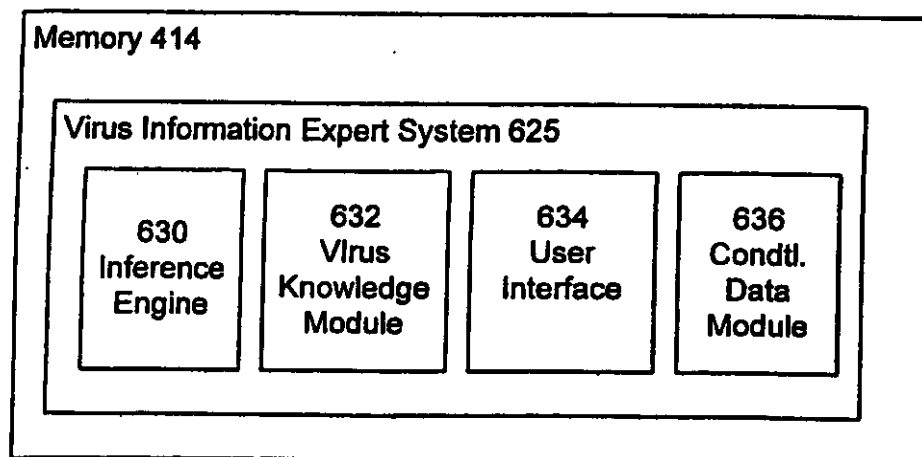 Memory 414
Virus Information Expert System 625
630
Inference
Engine
632
Virus
Knowledge
Module
634
User
Interface
636
Condtl.
Data
Module